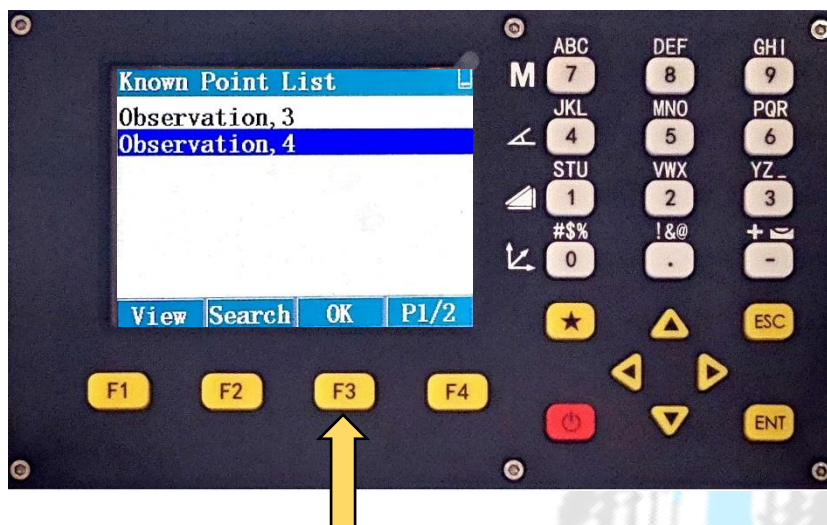 Known Point List
Observation, 3
Observation, 4
View Search OK P1/2
F1 F2 F3 F4
M
ABC DEF GHI
7 8 9
JKL MNO PQR
4 5 6
STU VWX YZ_
1 2 3
#$% !&@ +
0 . -
ESC
ENT